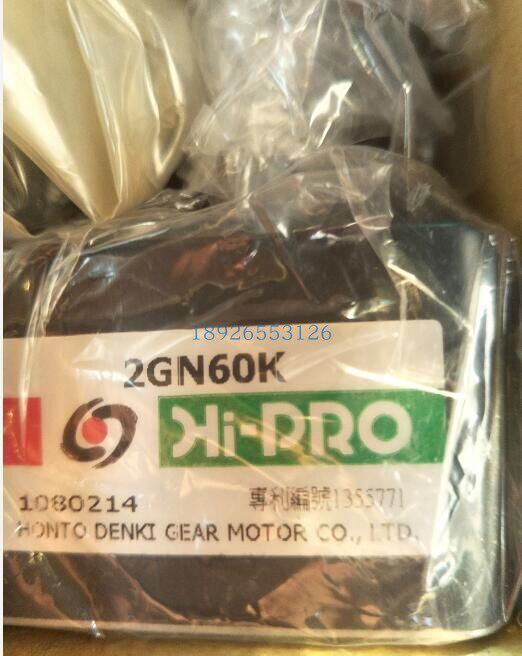 18926553126
2GN60K
Hi-PRO
1080214
專利編號1355771
HONTO DENKI GEAR MOTOR CO., LTD.